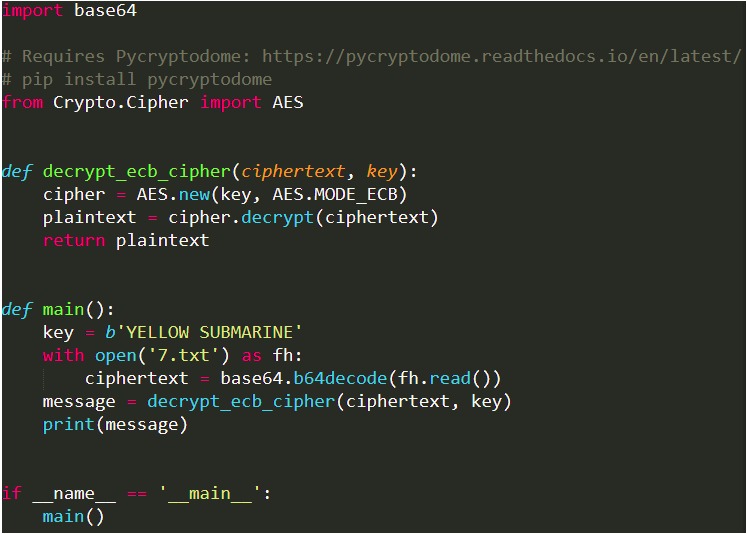 import base64

# Requires Pycryptodome: https://pycryptodome.readthedocs.io/en/latest/
# pip install pycryptodome
from Crypto.Cipher import AES


def decrypt_ecb_cipher(ciphertext, key):
    cipher = AES.new(key, AES.MODE_ECB)
    plaintext = cipher.decrypt(ciphertext)
    return plaintext


def main():
    key = b'YELLOW SUBMARINE'
    with open('7.txt') as fh:
        ciphertext = base64.b64decode(fh.read())
    message = decrypt_ecb_cipher(ciphertext, key)
    print(message)


if __name__ == '__main__':
    main()